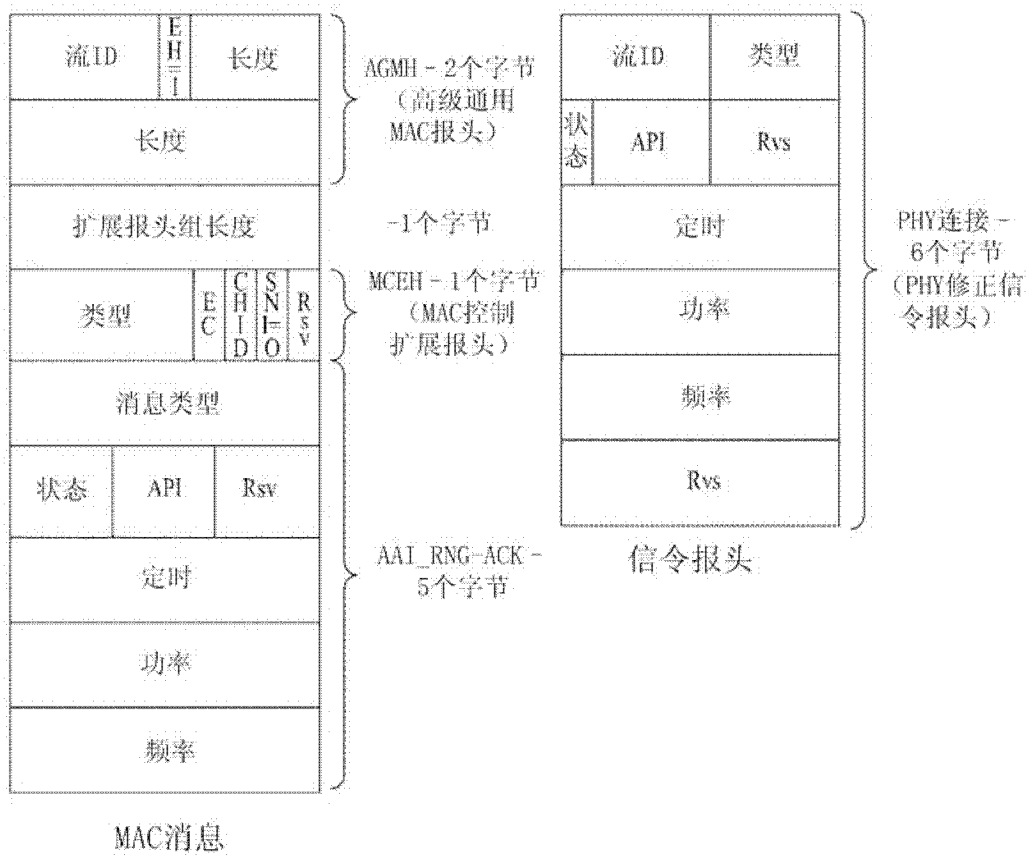 流ID
EH=1
长度
长度
扩展报头组长度
类型
EC
CHID
SNI=0
Rsv
消息类型
状态
API
Rsv
定时
功率
频率
MAC消息
AGMH - 2个字节
(高级通用
MAC报头)
-1个字节
MCEH - 1个字节
(MAC控制
扩展报头)
AAI_RNG-ACK -
5个字节
流ID
类型
状态
API
Rvs
定时
功率
频率
Rvs
信令报头
PHY连接 -
6个字节
(PHY修正信
令报头)